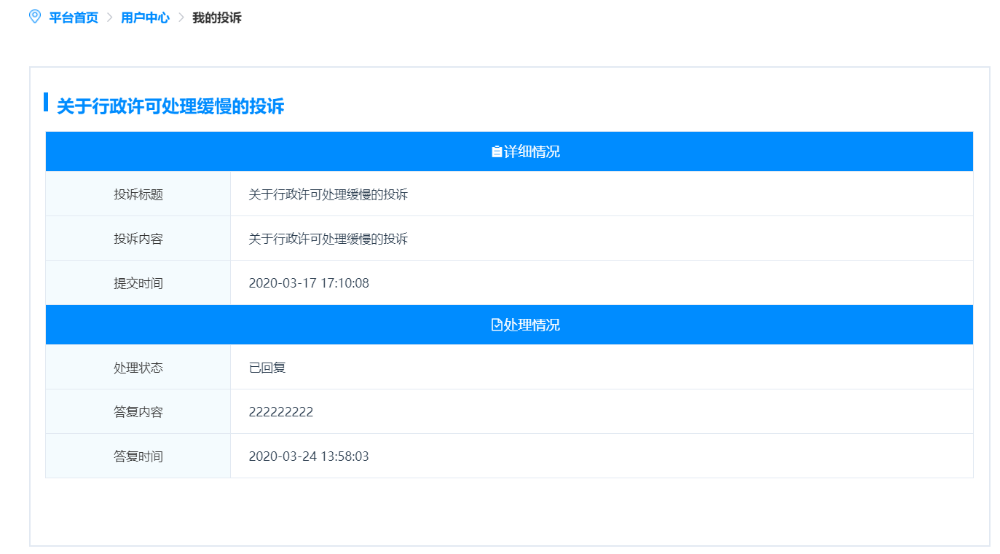 平台首页 > 用户中心 > 我的投诉
关于行政许可处理缓慢的投诉
详细情况
投诉标题 关于行政许可处理缓慢的投诉
投诉内容 关于行政许可处理缓慢的投诉
提交时间 2020-03-17 17:10:08
处理情况
处理状态 已回复
答复内容 222222222
答复时间 2020-03-24 13:58:03